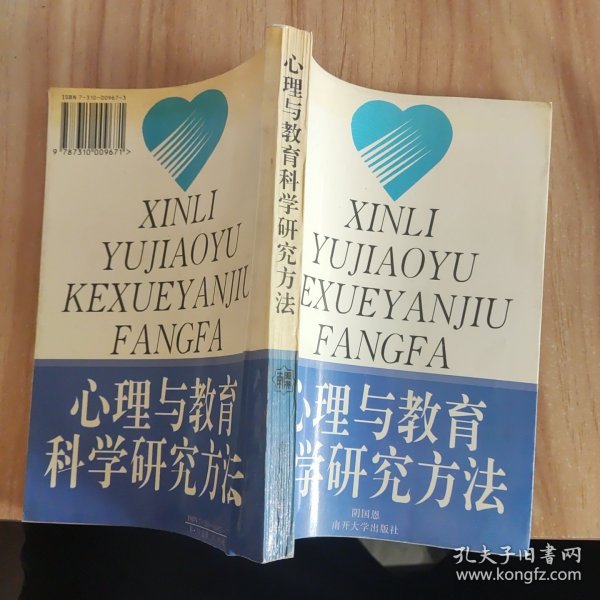 ISBN 7-310-00967-3
9 787310 009671 >
XINLI
YUJIAOYU
KEXUEYANJIU
FANGFA
心理与教育
科学研究方法
心理与教育科学研究方法
XINLI
YUJIAOYU
EXUEYANJIU
FANGFA
心理与教育
学研究方法
阴国恩
南开大学出版社
孔夫子旧书网
www.kongfz.com